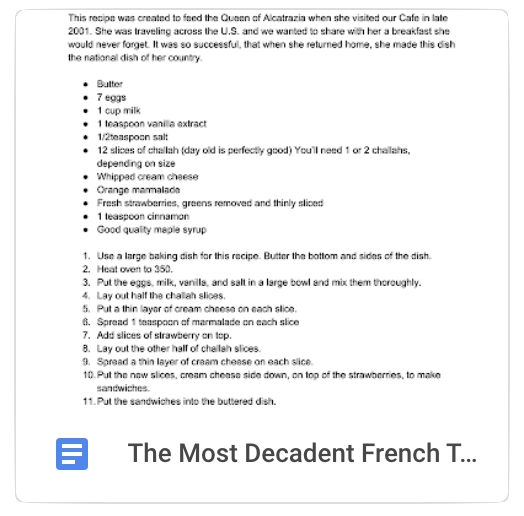 This recipe was created to feed the Queen of Alcatrazia when she visited our Cafe in late
2001. She was traveling across the U.S. and we wanted to share with her a breakfast she
would never forget. It was so successful, that when she returned home, she made this dish
the national dish of her country.
• Butter
• 7 eggs
• 1 cup milk
• 1 teaspoon vanilla extract
• 1/2teaspoon salt
• 12 slices of challah (day old is perfectly good) You'll need 1 or 2 challahs,
depending on size
• Whipped cream cheese
• Orange marmalade
• Fresh strawberries, greens removed and thinly sliced
• 1 teaspoon cinnamon
• Good quality maple syrup
1. Use a large baking dish for this recipe. Butter the bottom and sides of the dish.
2. Heat oven to 350.
3. Put the eggs, milk, vanilla, and salt in a large bowl and mix them thoroughly.
4. Lay out half the challah slices.
5. Put a thin layer of cream cheese on each slice.
6. Spread 1 teaspoon of marmalade on each slice
7. Add slices of strawberry on top.
8. Lay out the other half of challah slices.
9. Spread a thin layer of cream cheese on each slice.
10. Put the new slices, cream cheese side down, on top of the strawberries, to make
sandwiches.
11. Put the sandwiches into the buttered dish.
The Most Decadent French T...